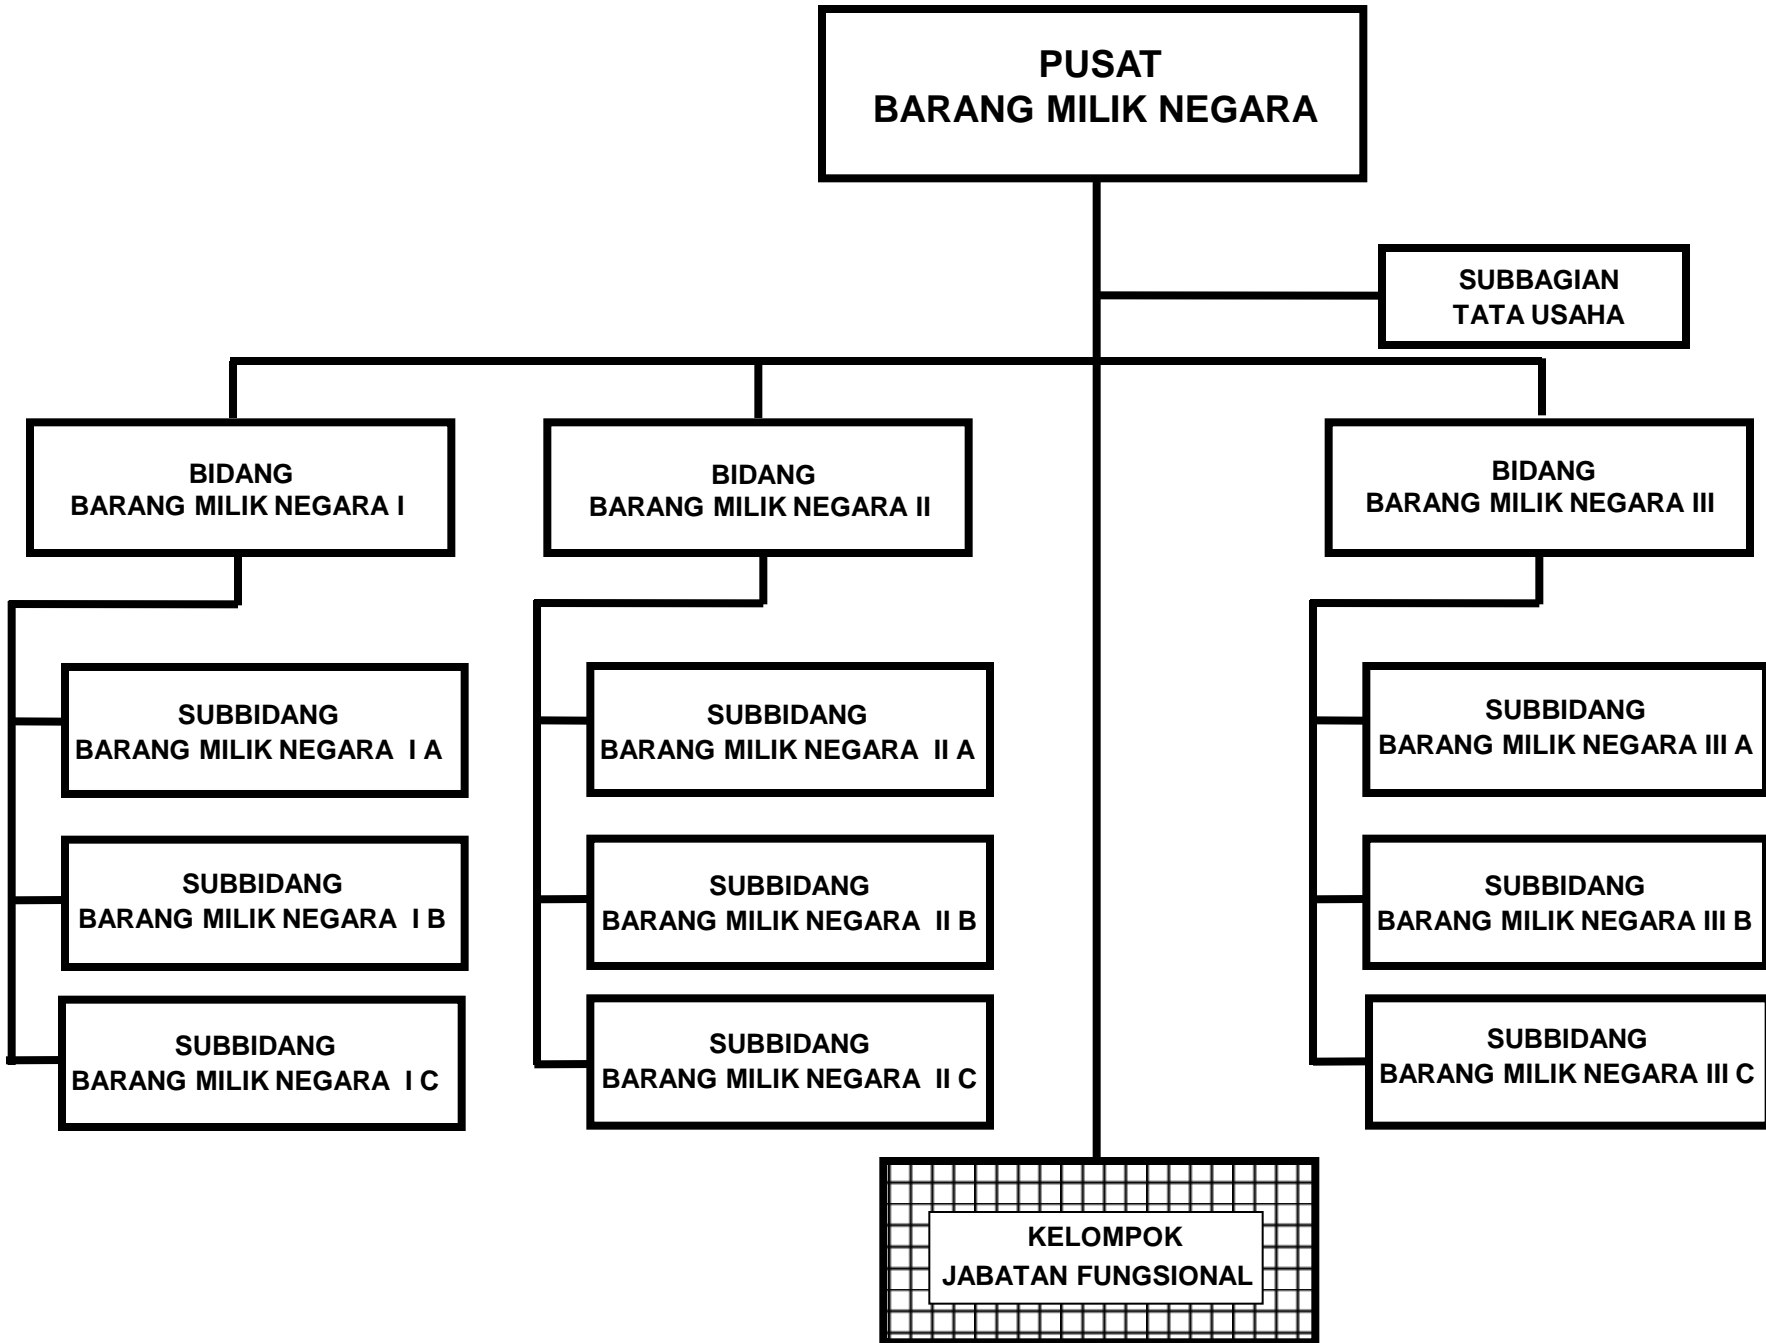 PUSAT
BARANG MILIK NEGARA
SUBBAGIAN
TATA USAHA
BIDANG
BARANG MILIK NEGARA I
BIDANG
BARANG MILIK NEGARA II
BIDANG
BARANG MILIK NEGARA III
SUBBIDANG
BARANG MILIK NEGARA I A
SUBBIDANG
BARANG MILIK NEGARA II A
SUBBIDANG
BARANG MILIK NEGARA III A
SUBBIDANG
BARANG MILIK NEGARA I B
SUBBIDANG
BARANG MILIK NEGARA II B
SUBBIDANG
BARANG MILIK NEGARA III B
SUBBIDANG
BARANG MILIK NEGARA I C
SUBBIDANG
BARANG MILIK NEGARA II C
SUBBIDANG
BARANG MILIK NEGARA III C
KELOMPOK
JABATAN FUNGSIONAL